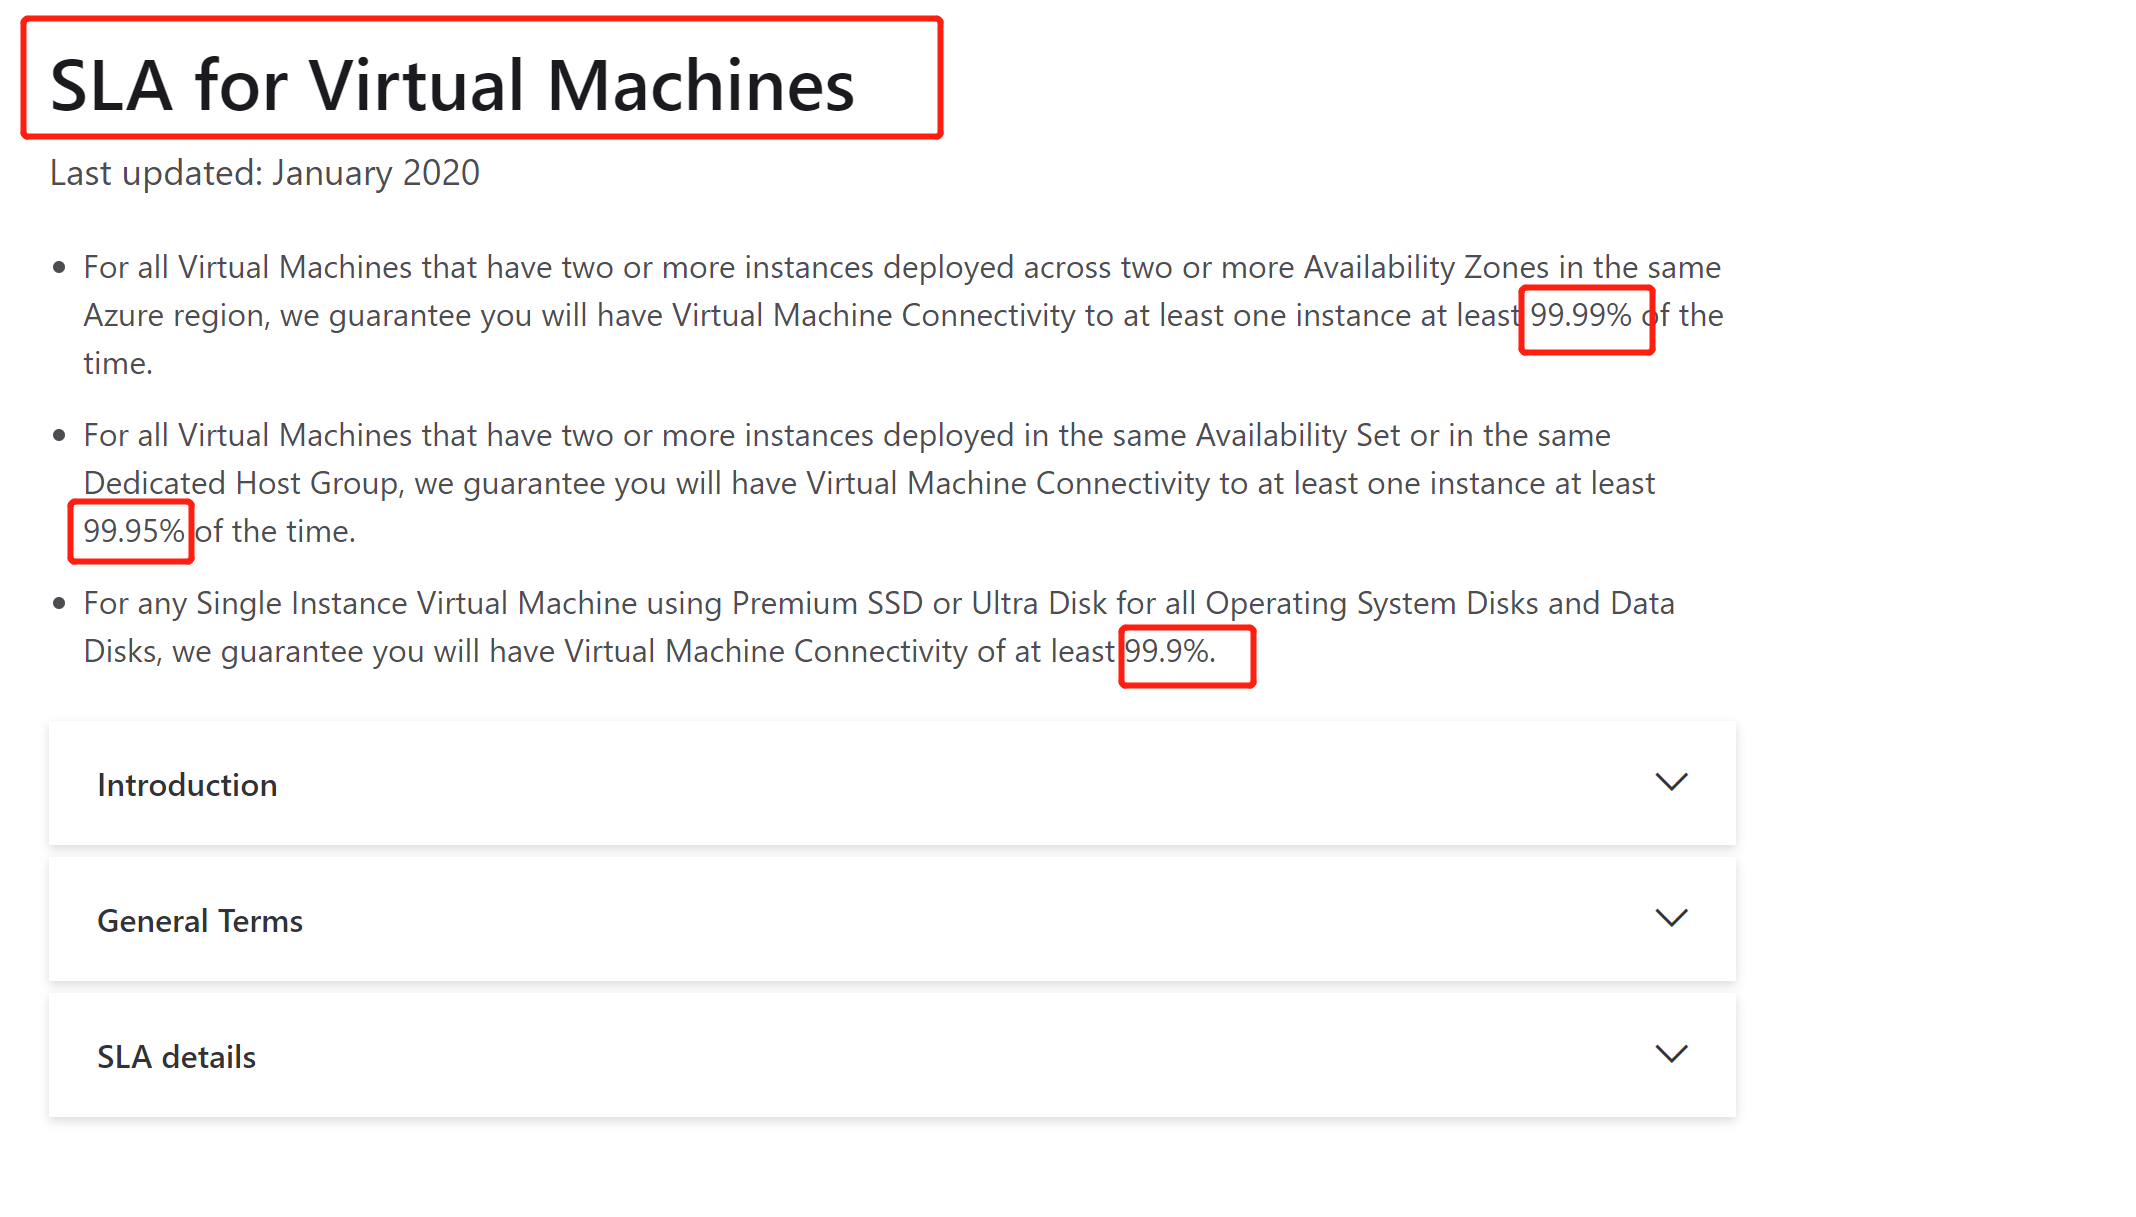 SLA for Virtual Machines
Last updated: January 2020
• For all Virtual Machines that have two or more instances deployed across two or more Availability Zones in the same
Azure region, we guarantee you will have Virtual Machine Connectivity to at least one instance at least 99.99% of the
time.
• For all Virtual Machines that have two or more instances deployed in the same Availability Set or in the same
Dedicated Host Group, we guarantee you will have Virtual Machine Connectivity to at least one instance at least
99.95% of the time.
• For any Single Instance Virtual Machine using Premium SSD or Ultra Disk for all Operating System Disks and Data
Disks, we guarantee you will have Virtual Machine Connectivity of at least 99.9%.
Introduction
General Terms
SLA details